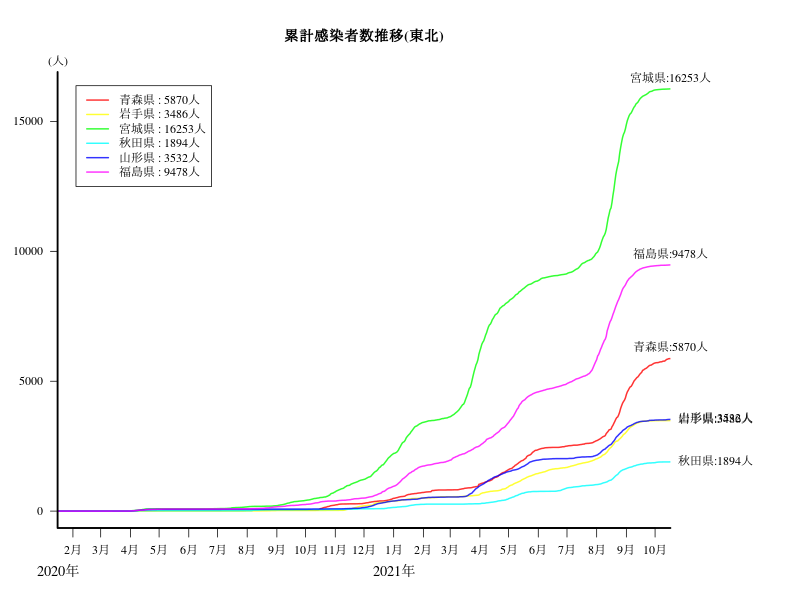 累計感染者数推移(東北)
(人)
宮城県:16253人
青森県 : 5870人
岩手県 : 3486人
宮城県 : 16253人
秋田県 : 1894人
山形県 : 3532人
福島県 : 9478人
15000
福島県:9478人
10000
青森県:5870人
5000
山形県:3532人
秋田県:1894人
0
2月 3月 4月 5月 6月 7月 8月 9月 10月 11月 12月 1月 2月 3月 4月 5月 6月 7月 8月 9月 10月
2020年 2021年